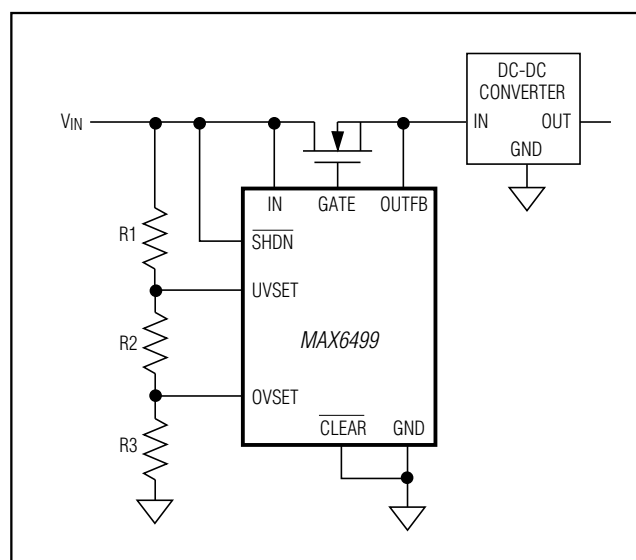 DC-DC
CONVERTER
IN OUT
GND
VIN
IN GATE OUTFB
SHDN
R1
UVSET
R2
MAX6499
OVSET
R3
CLEAR GND